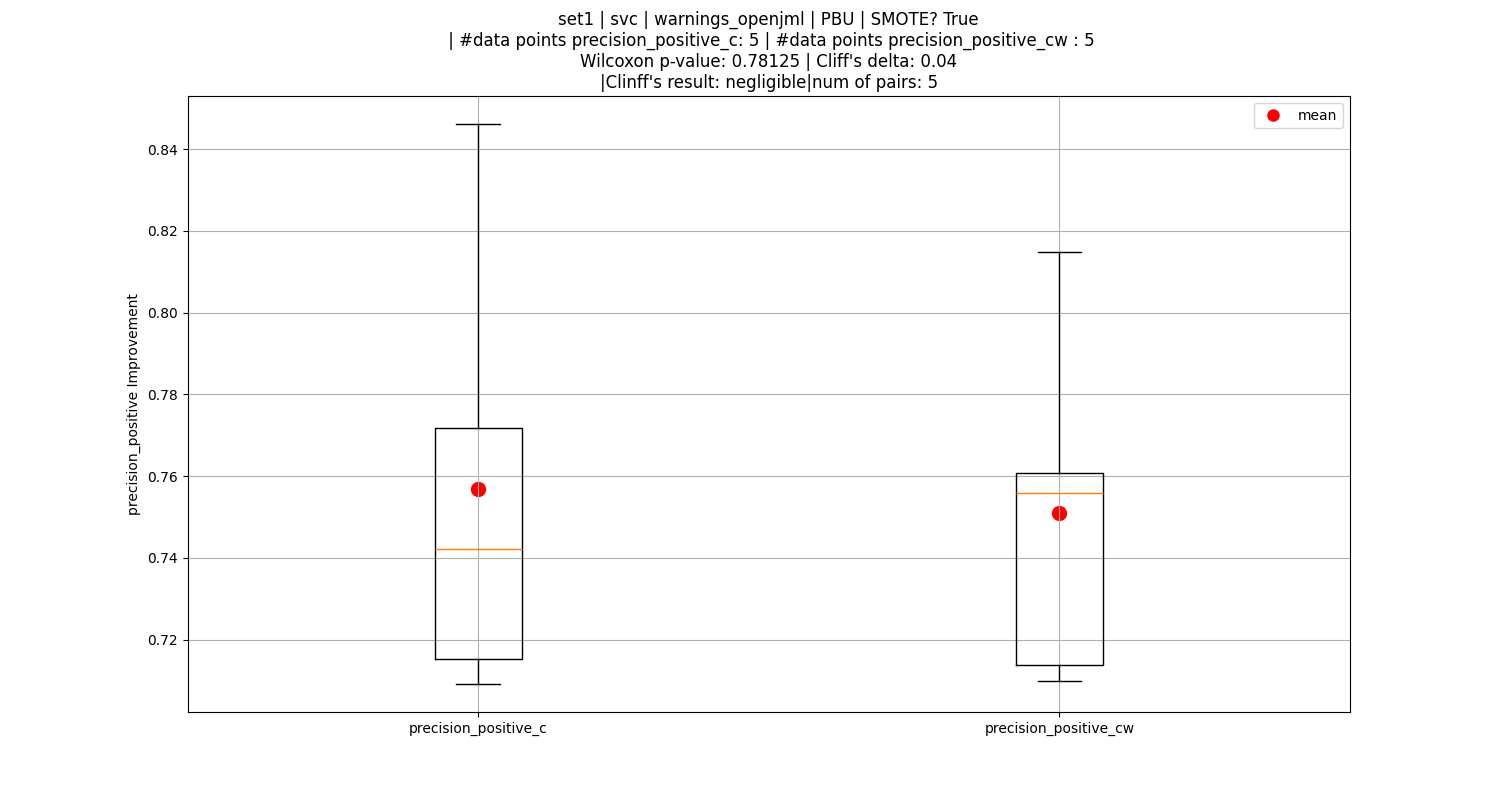 set1 | svc | warnings_openjml | PBU | SMOTE? True
| #data points precision_positive_c: 5 | #data points precision_positive_cw : 5
Wilcoxon p-value: 0.78125 | Cliff's delta: 0.04
|Clinff's result: negligible|num of pairs: 5
mean
0.84
0.82
0.80
0.78
0.76
0.74
0.72
precision_positive Improvement
precision_positive_c
precision_positive_cw